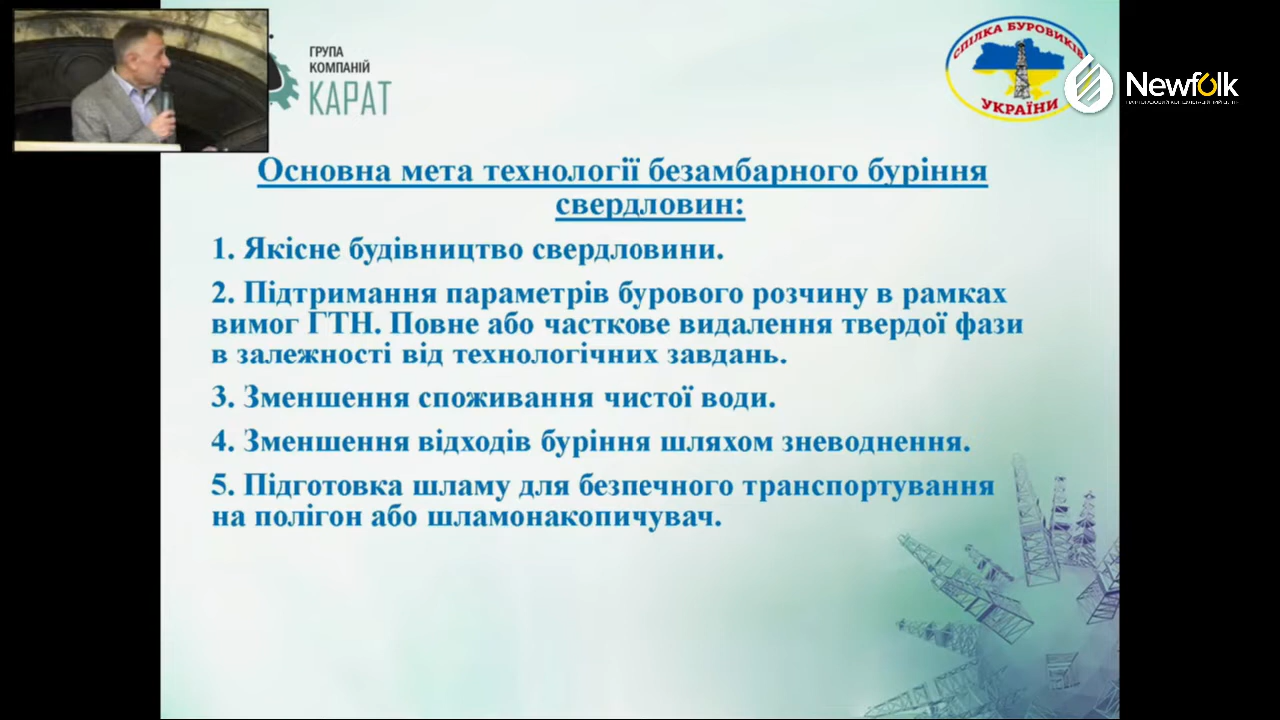 ГРУПА
КОМПАНІЙ
КАРАТ
СПІЛКА БУРОВИКІВ
УКРАЇНИ
Newfolk
Основна мета технології безамбарного буріння
свердловин:
1. Якісне будівництво свердловини.
2. Підтримання параметрів бурового розчину в рамках
вимог ГТН. Повне або часткове видалення твердої фази
в залежності від технологічних завдань.
3. Зменшення споживання чистої води.
4. Зменшення відходів буріння шляхом зневоднення.
5. Підготовка шламу для безпечного транспортування
на полігон або шламонакопичувач.